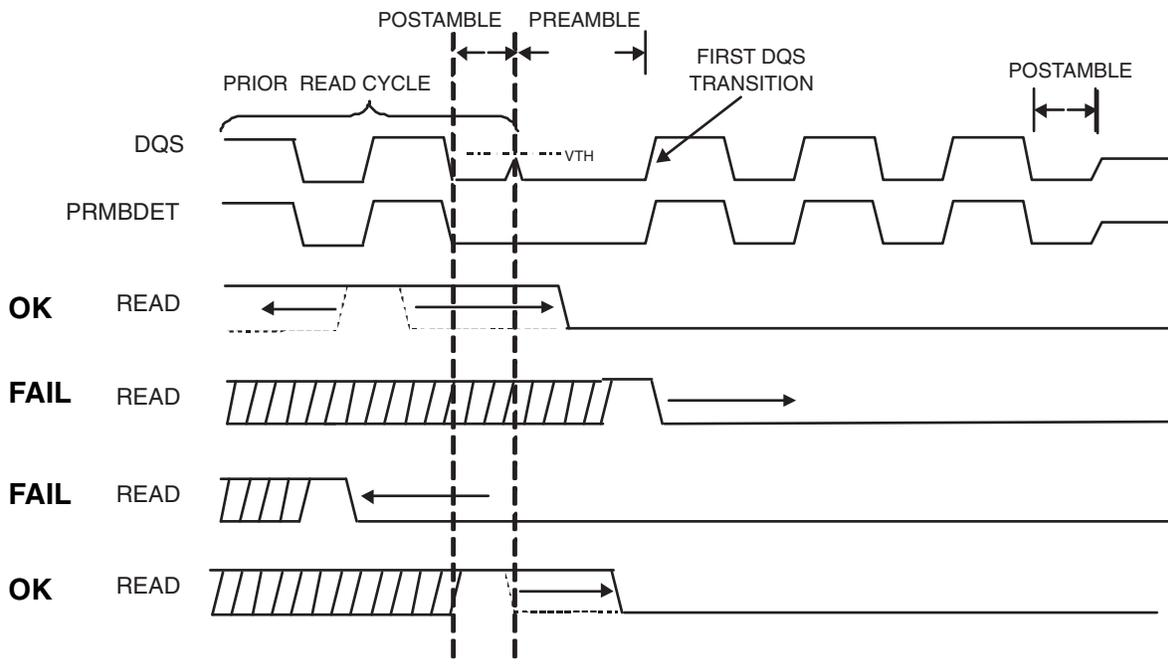 POSTAMBLE PREAMBLE
FIRST DQS
TRANSITION
POSTAMBLE
PRIOR READ CYCLE
DQS
VTH
PRMBDET
OK READ
FAIL READ
FAIL READ
OK READ